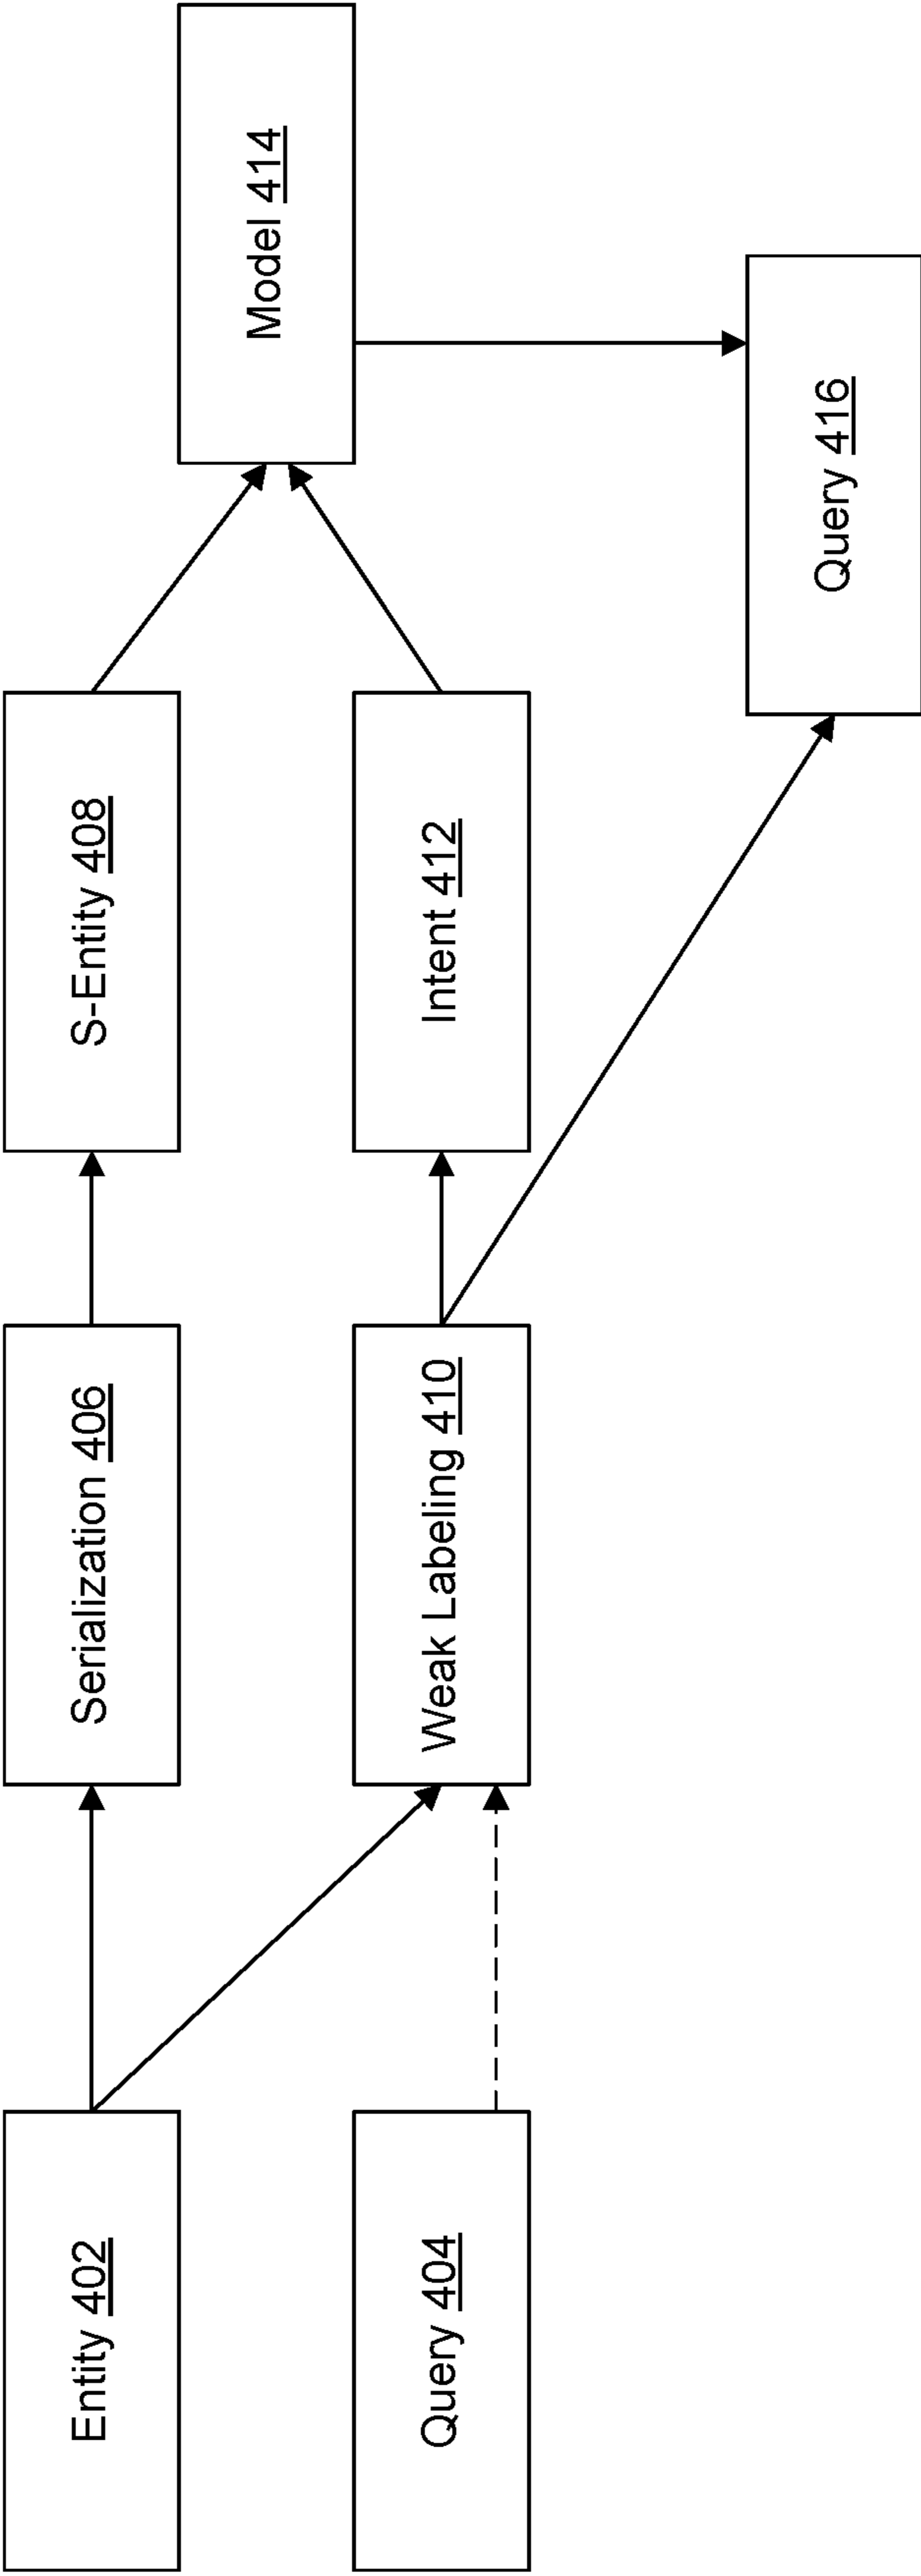 Entity 402
Serialization 406
S-Entity 408
Model 414
Query 404
Weak Labeling 410
Intent 412
Query 416